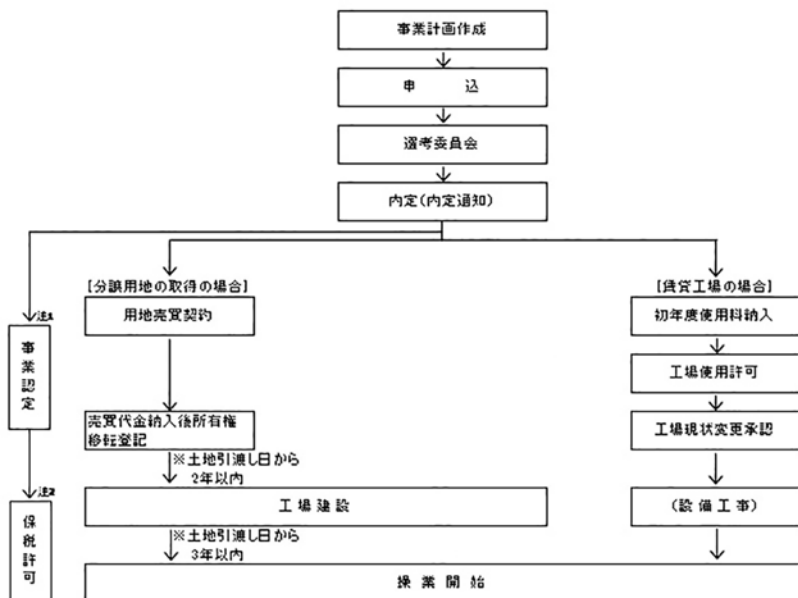 事業計画作成
申 込
選考委員会
内定(内定通知)
[分譲用地の取得の場合]
[賃貸工場の場合]
注1
事業認定
用地売買契約
初年度使用料納入
工場使用許可
売買代金納入後所有権
移転登記
工場現状変更承認
※土地引渡し日から
2年以内
注2
保税許可
工 場 建 設
(設 備 工 事)
※土地引渡し日から
3年以内
操 業 開 始